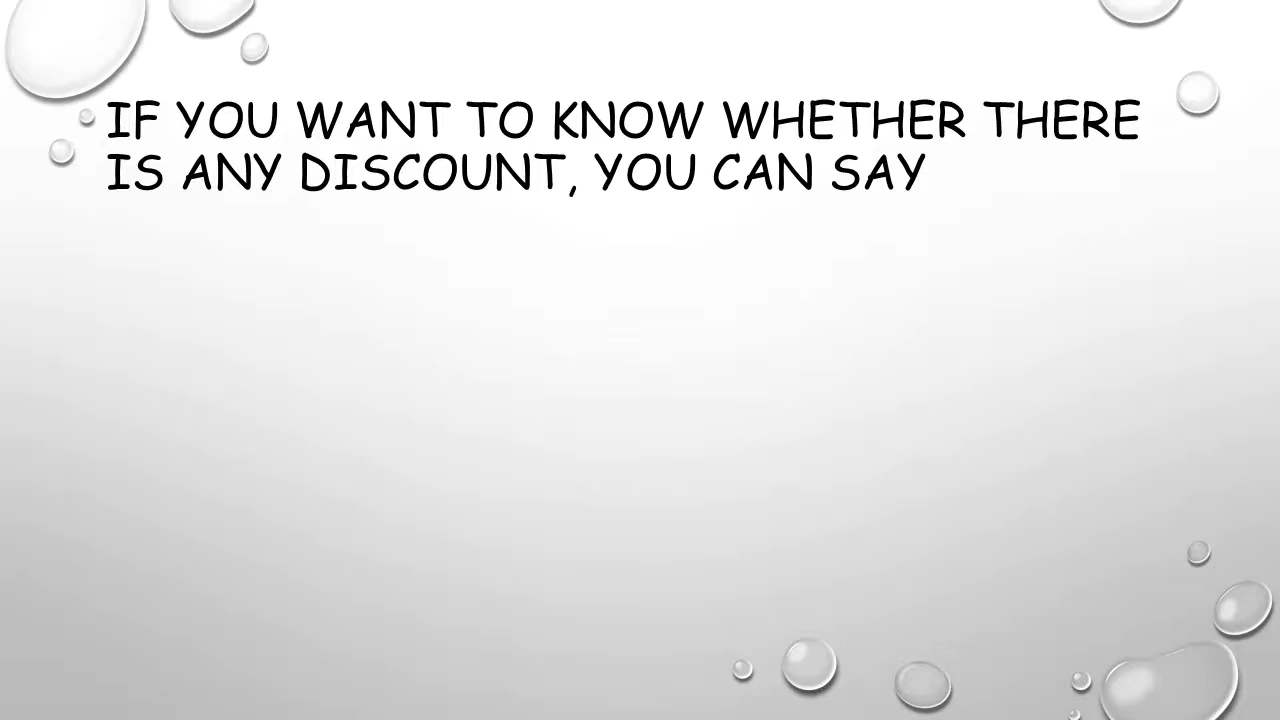 IF YOU WANT TO KNOW WHETHER THERE
IS ANY DISCOUNT, YOU CAN SAY